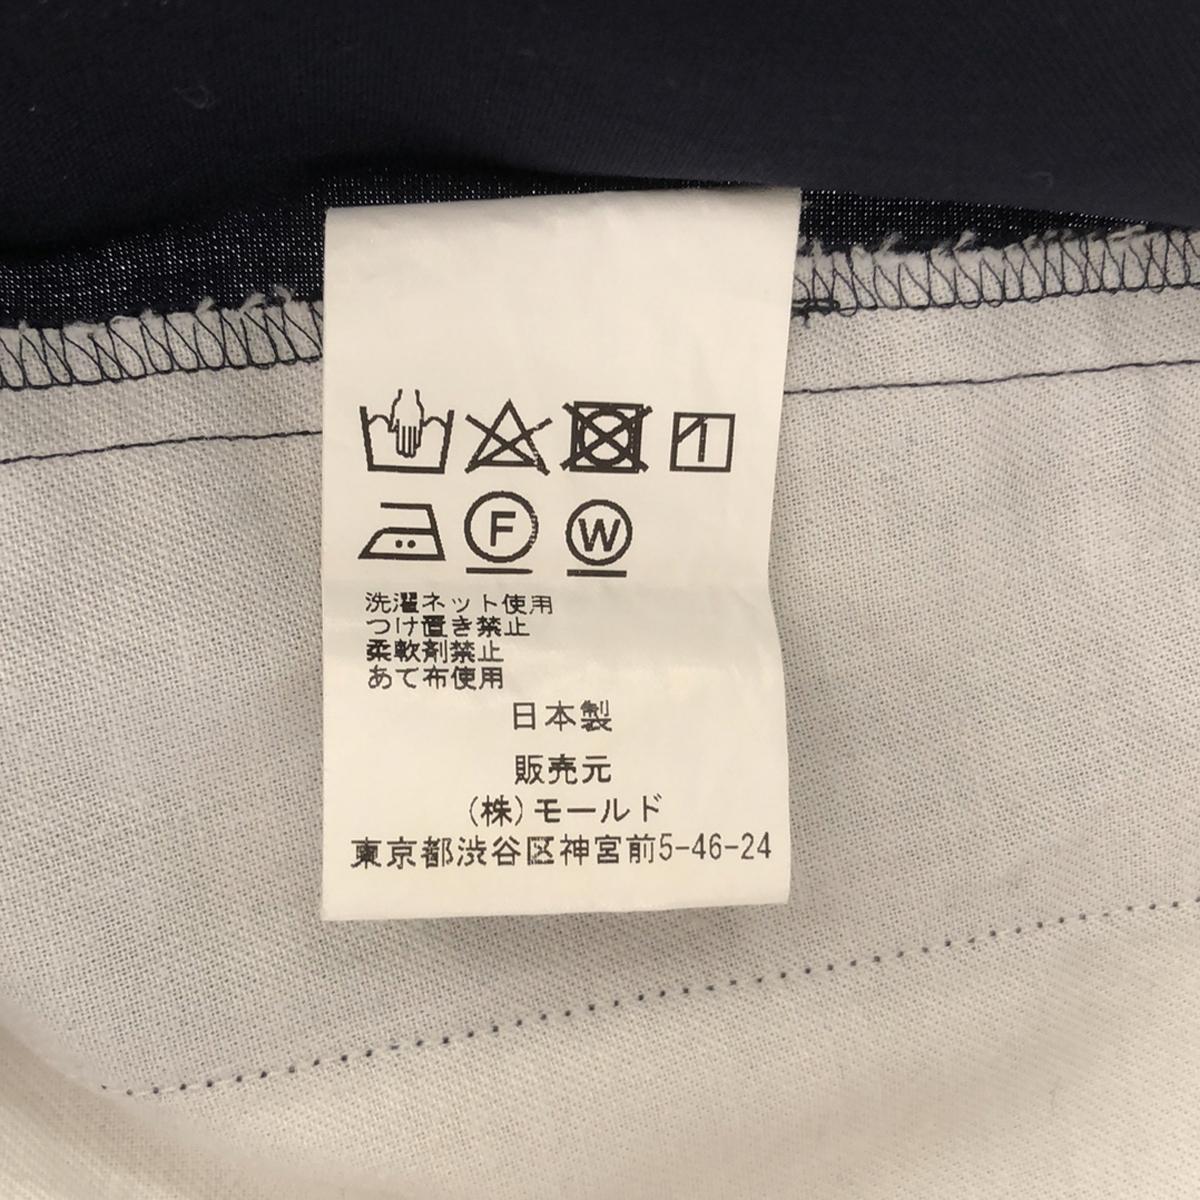 F W
洗濯ネット使用
つけ置き禁止
柔軟剤禁止
あて布使用
日本製
販売元
(株)モールド
東京都渋谷区神宮前5-46-24